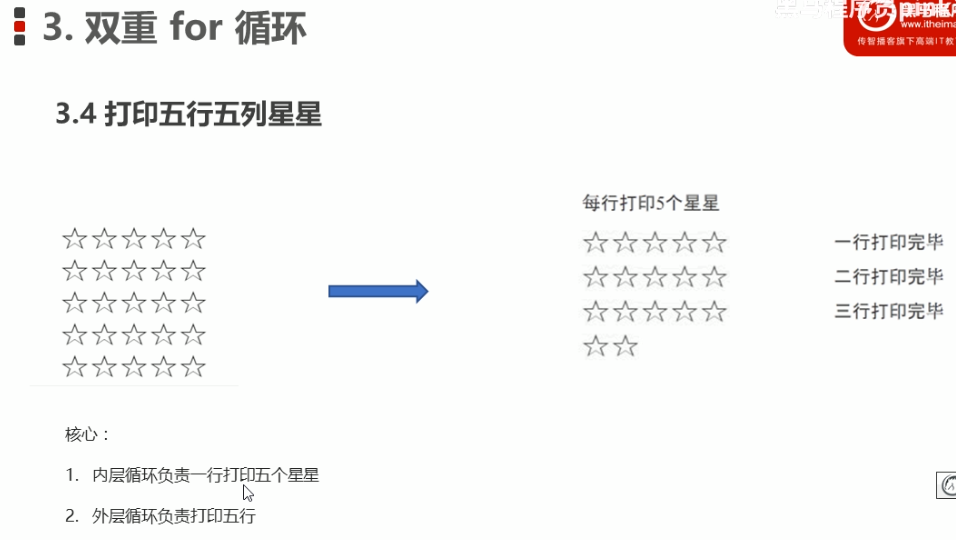 3. 双重 for 循环
www.itheima
传智播客旗下高端IT教
3.4 打印五行五列星星
每行打印5个星星
☆☆☆☆☆
☆☆☆☆☆
☆☆☆☆☆
☆☆☆☆☆
☆☆☆☆☆
☆☆☆☆☆ 一行打印完毕
☆☆☆☆☆ 二行打印完毕
☆☆☆☆☆ 三行打印完毕
☆☆
核心：
1. 内层循环负责一行打印五个星星
2. 外层循环负责打印五行